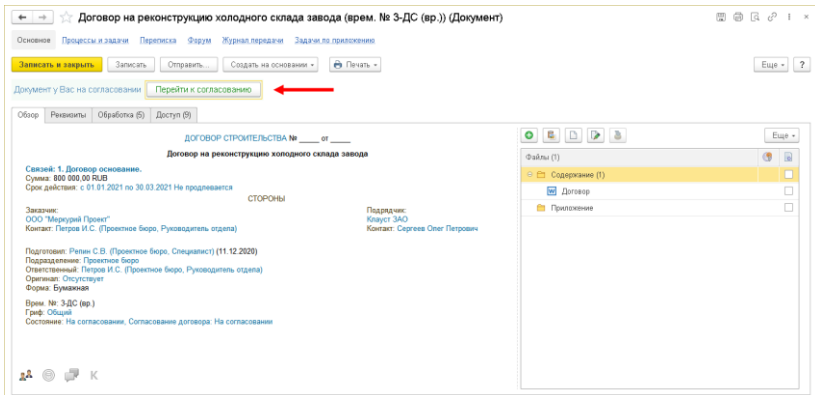 Договор на реконструкцию холодного склада завода (врем. № 3-ДС (вр.)) (Документ)
Основное Процессы и задачи Переписка Форум Журнал передачи Задачи по приложению
Записать и закрыть Записать Отправить... Создать на основании Печать Еще ?
Документ у Вас на согласовании Перейти к согласованию
Обзор Реквизиты Обработка (5) Доступ (9)
ДОГОВОР СТРОИТЕЛЬСТВА № _____ от _____
Договор на реконструкцию холодного склада завода
Связей: 1. Договор основание.
Сумма: 800 000,00 RUB
Срок действия: с 01.01.2021 по 30.03.2021 Не продлевается
СТОРОНЫ
Заказчик: Подрядчик:
ООО "Меркурий Проект" Клауст ЗАО
Контакт: Петров И.С. (Проектное бюро, Руководитель отдела) Контакт: Сергеев Олег Петрович
Подготовил: Репин С.В. (Проектное бюро, Специалист) (11.12.2020)
Подразделение: Проектное бюро
Ответственный: Петров И.С. (Проектное бюро, Руководитель отдела)
Оригинал: Отсутствует
Форма: Бумажная
Врем. №: 3-ДС (вр.)
Гриф: Общий
Состояние: На согласовании, Согласование договора: На согласовании
К
Еще
Файлы (1)
Содержание (1)
Договор
Приложение